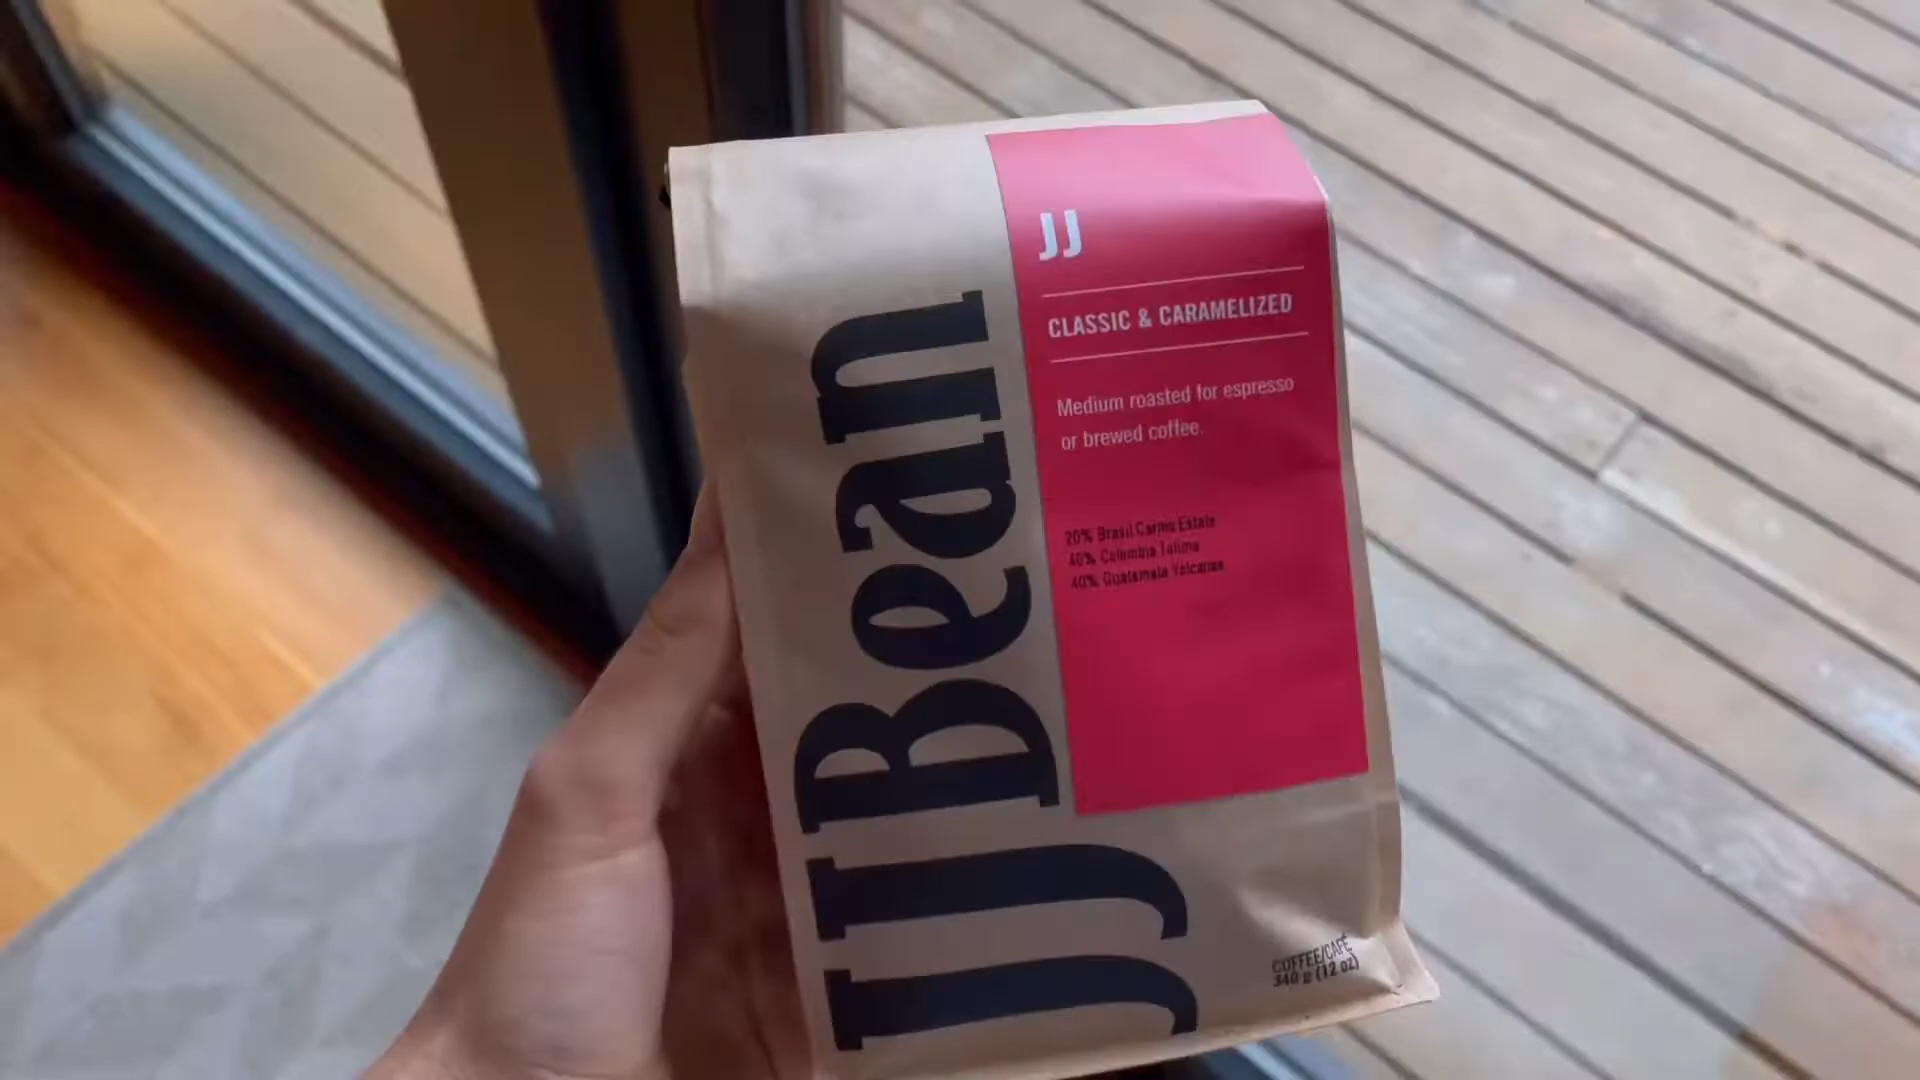 JJ Bean
JJ
CLASSIC & CARAMELIZED
Medium roasted for espresso
or brewed coffee.
20% Brasil Carmo Estate
40% Colombia Tolima
40% Guatemala Volcanas
COFFEE/CAFÉ
340 g (12 oz)